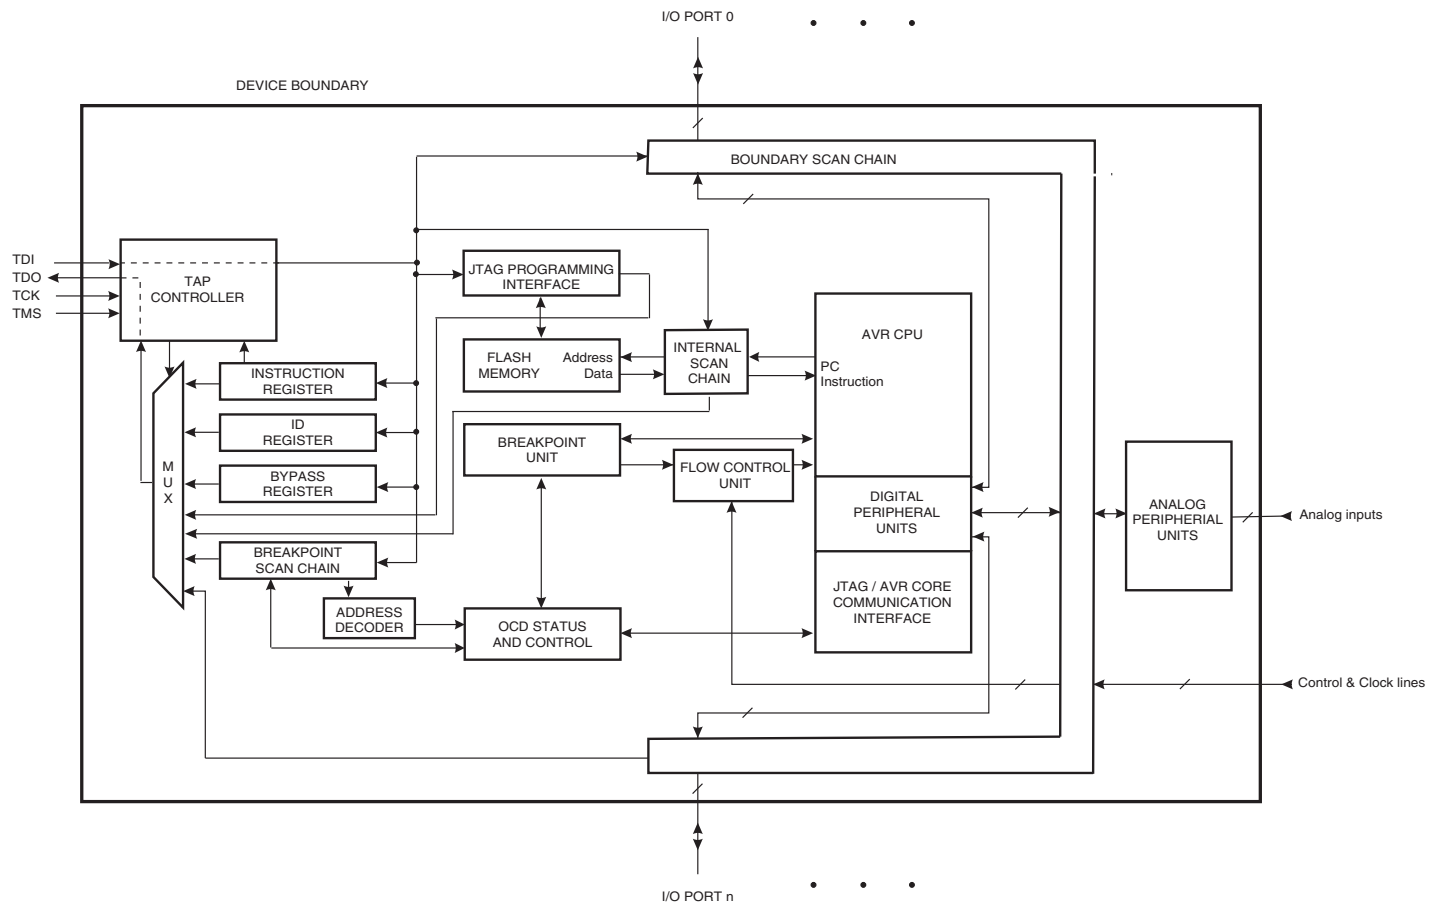 I/O PORT 0
DEVICE BOUNDARY
BOUNDARY SCAN CHAIN
TDI
TDO
TCK
TMS
TAP
CONTROLLER
JTAG PROGRAMMING
INTERFACE
AVR CPU
FLASH
MEMORY
Address
Data
INTERNAL
SCAN
CHAIN
PC
Instruction
INSTRUCTION
REGISTER
ID
REGISTER
BREAKPOINT
UNIT
FLOW CONTROL
UNIT
BYPASS
REGISTER
M
U
X
DIGITAL
PERIPHERAL
UNITS
ANALOG
PERIPHERIAL
UNITS
Analog inputs
BREAKPOINT
SCAN CHAIN
JTAG / AVR CORE
COMMUNICATION
INTERFACE
ADDRESS
DECODER
OCD STATUS
AND CONTROL
Control & Clock lines
I/O PORT n